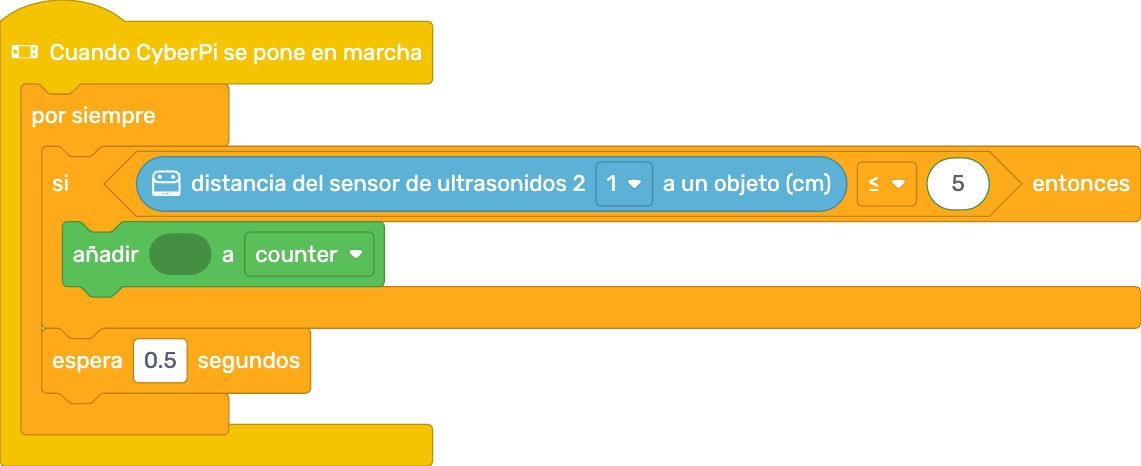 Cuando CyberPi se pone en marcha
por siempre
si distancia del sensor de ultrasonidos 2 1 a un objeto (cm) ≤ 5 entonces
añadir a counter
espera 0.5 segundos